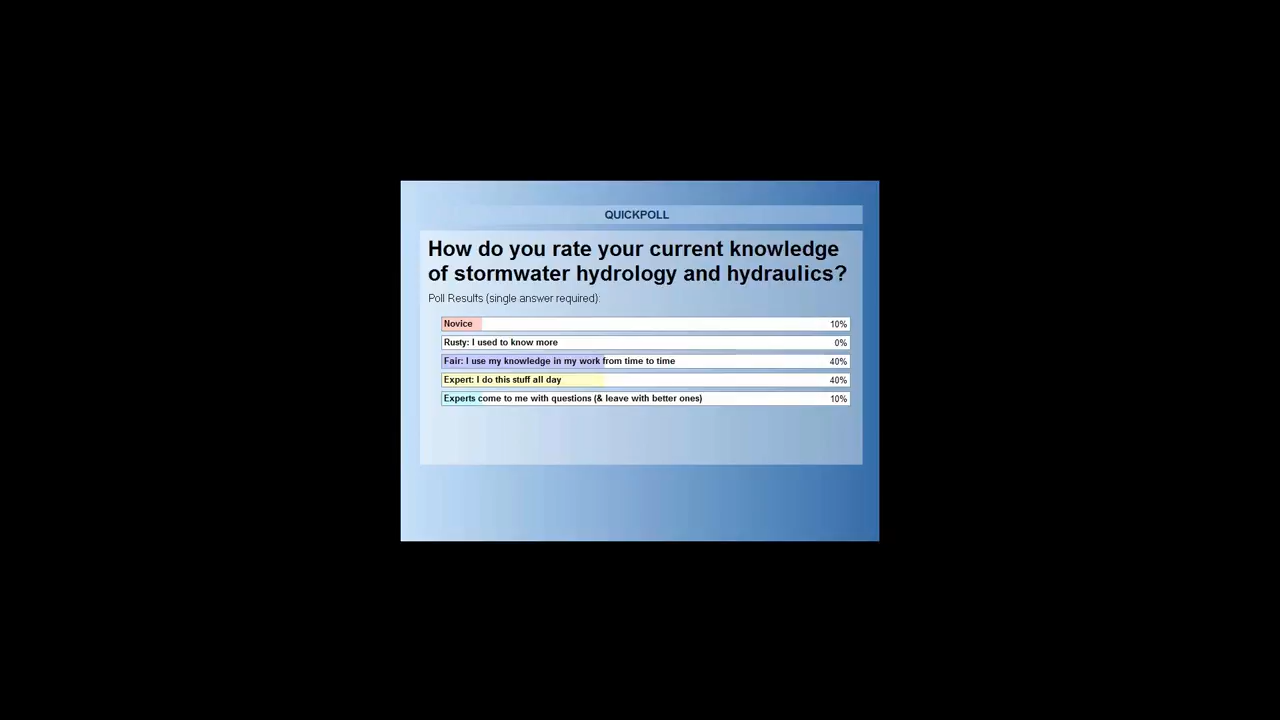 QUICKPOLL
How do you rate your current knowledge
of stormwater hydrology and hydraulics?
Poll Results (single answer required):
Novice 10%
Rusty: I used to know more 0%
Fair: I use my knowledge in my work from time to time 40%
Expert: I do this stuff all day 40%
Experts come to me with questions (& leave with better ones) 10%